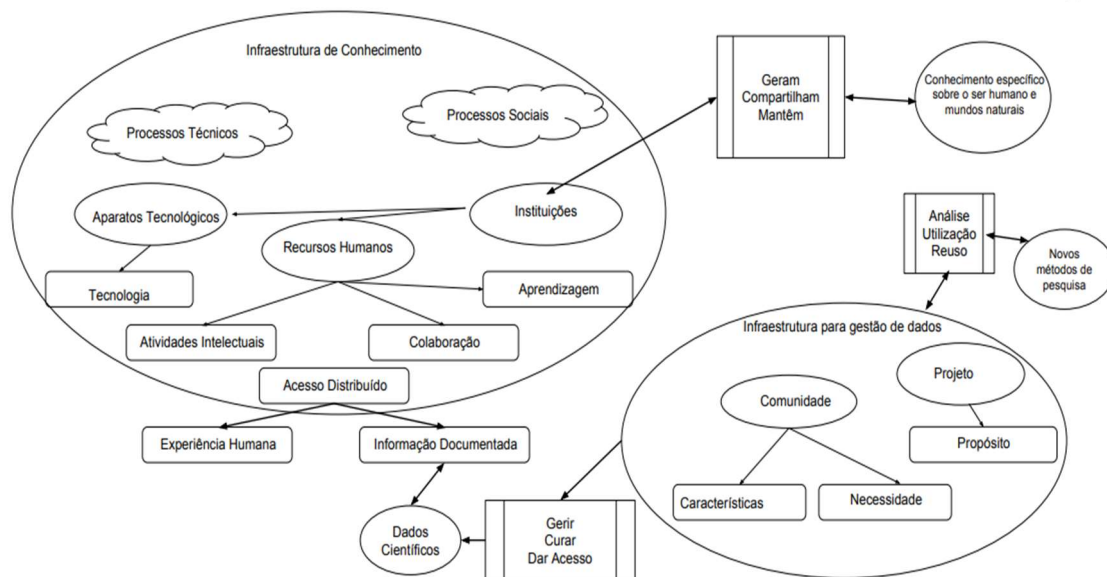 Infraestrutura de Conhecimento
Processos Técnicos
Processos Sociais
Aparatos Tecnológicos
Instituições
Recursos Humanos
Tecnologia
Aprendizagem
Atividades Intelectuais
Colaboração
Acesso Distribuído
Experiência Humana
Informação Documentada
Dados
Científicos
Gerir
Curar
Dar Acesso
Geram
Compartilham
Mantêm
Conhecimento específico
sobre o ser humano e
mundos naturais
Análise
Utilização
Reuso
Novos
métodos de
pesquisa
Infraestrutura para gestão de dados
Projeto
Comunidade
Propósito
Características
Necessidade